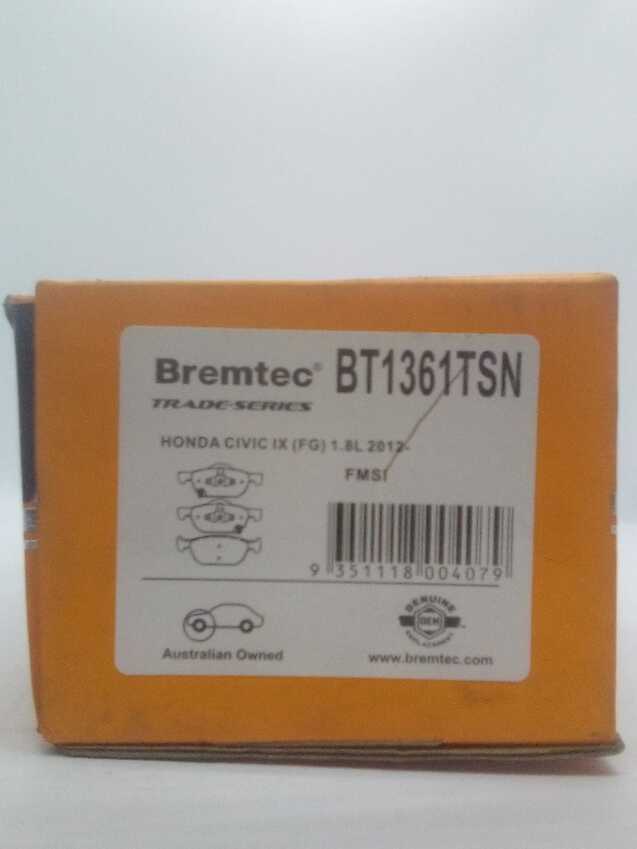 Bremtec® BT1361TSN
TRADE-SERIES
HONDA CIVIC IX (FG) 1.8L 2012-
FMSI
9 351118 004079
GENUINE
OEM
REPLACEMENT
Australian Owned
www.bremtec.com